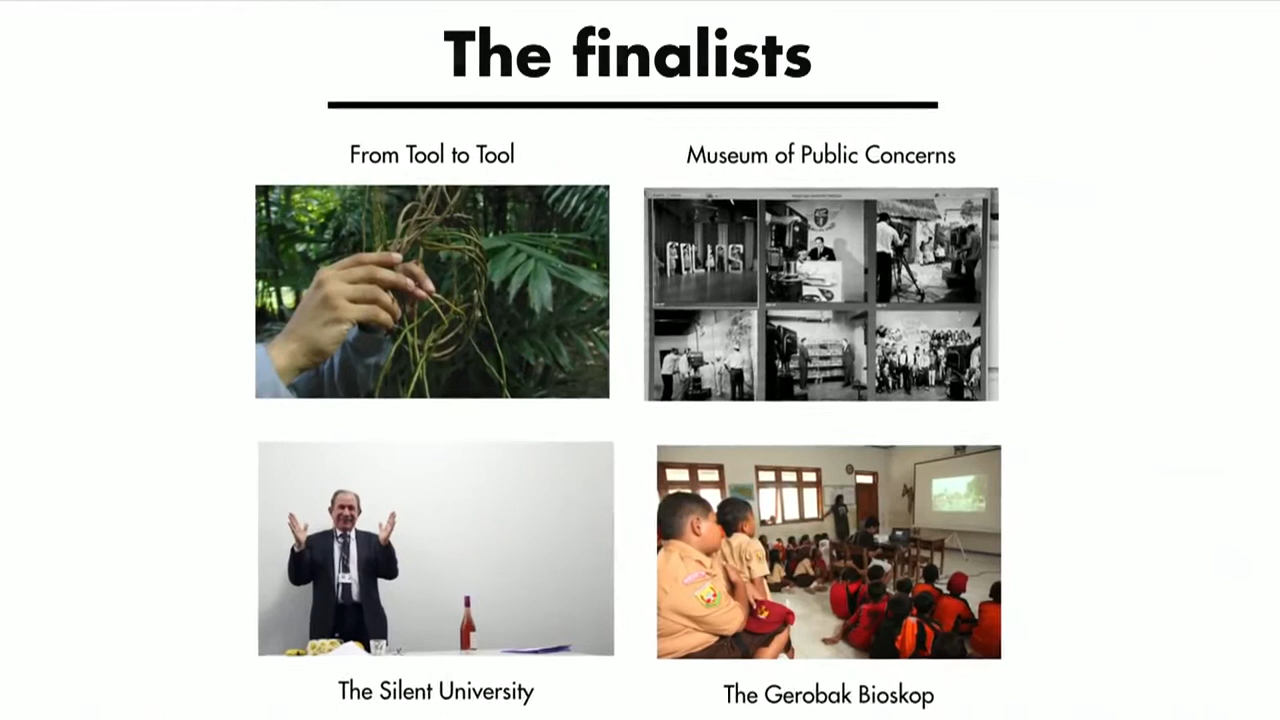 The finalists
From Tool to Tool
Museum of Public Concerns
The Silent University
The Gerobak Bioskop